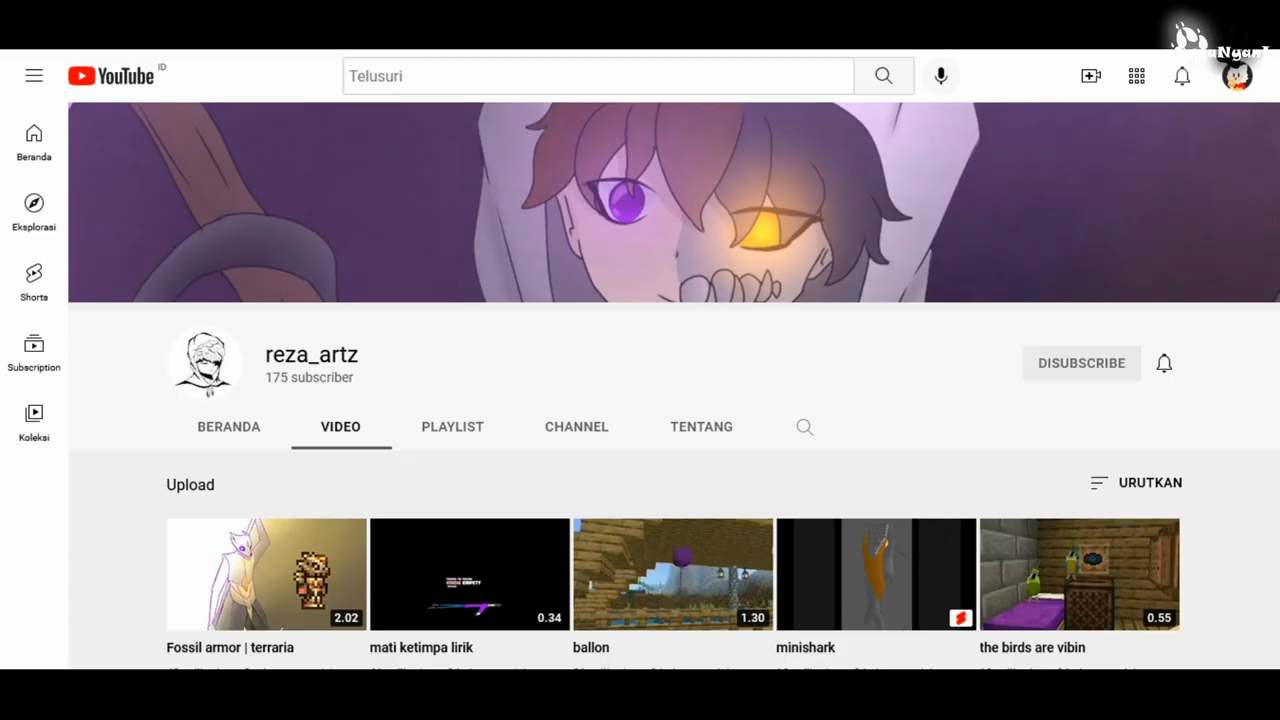 YouTube ID
Telusuri
Beranda
Eksplorasi
Shorts
Subscription
Koleksi
reza_artz
175 subscriber
DISUBSCRIBE
BERANDA VIDEO PLAYLIST CHANNEL TENTANG
Upload
URUTKAN
2.02
0.34
1.30
0.55
Fossil armor | terraria
mati ketimpa lirik
ballon
minishark
the birds are vibin